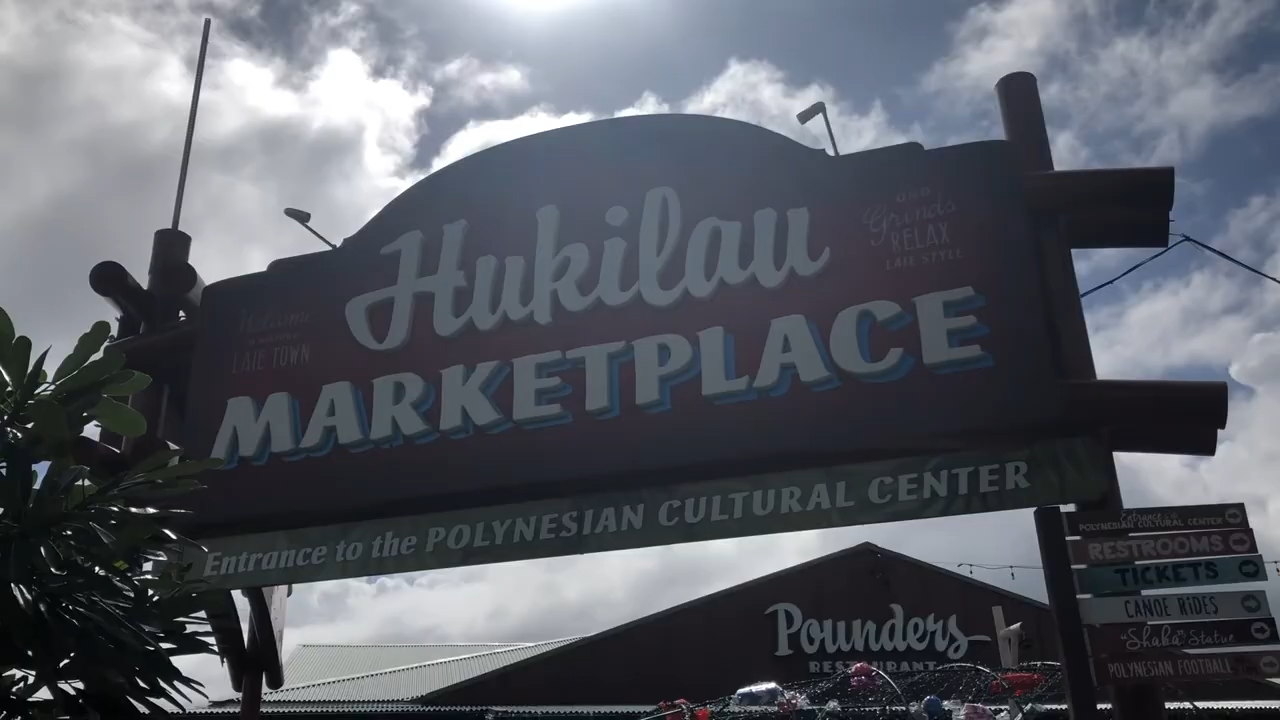 Hukilau
MARKETPLACE
Welcome
LAIE TOWN
Grinds
RELAX
LAIE STYLE
Entrance to the POLYNESIAN CULTURAL CENTER
Pounders
RESTAURANT
Entrance to the
POLYNESIAN CULTURAL CENTER
RESTROOMS
TICKETS
CANOE RiDES
"Shaka" Statue
POLYNESIAN FOOTBALL